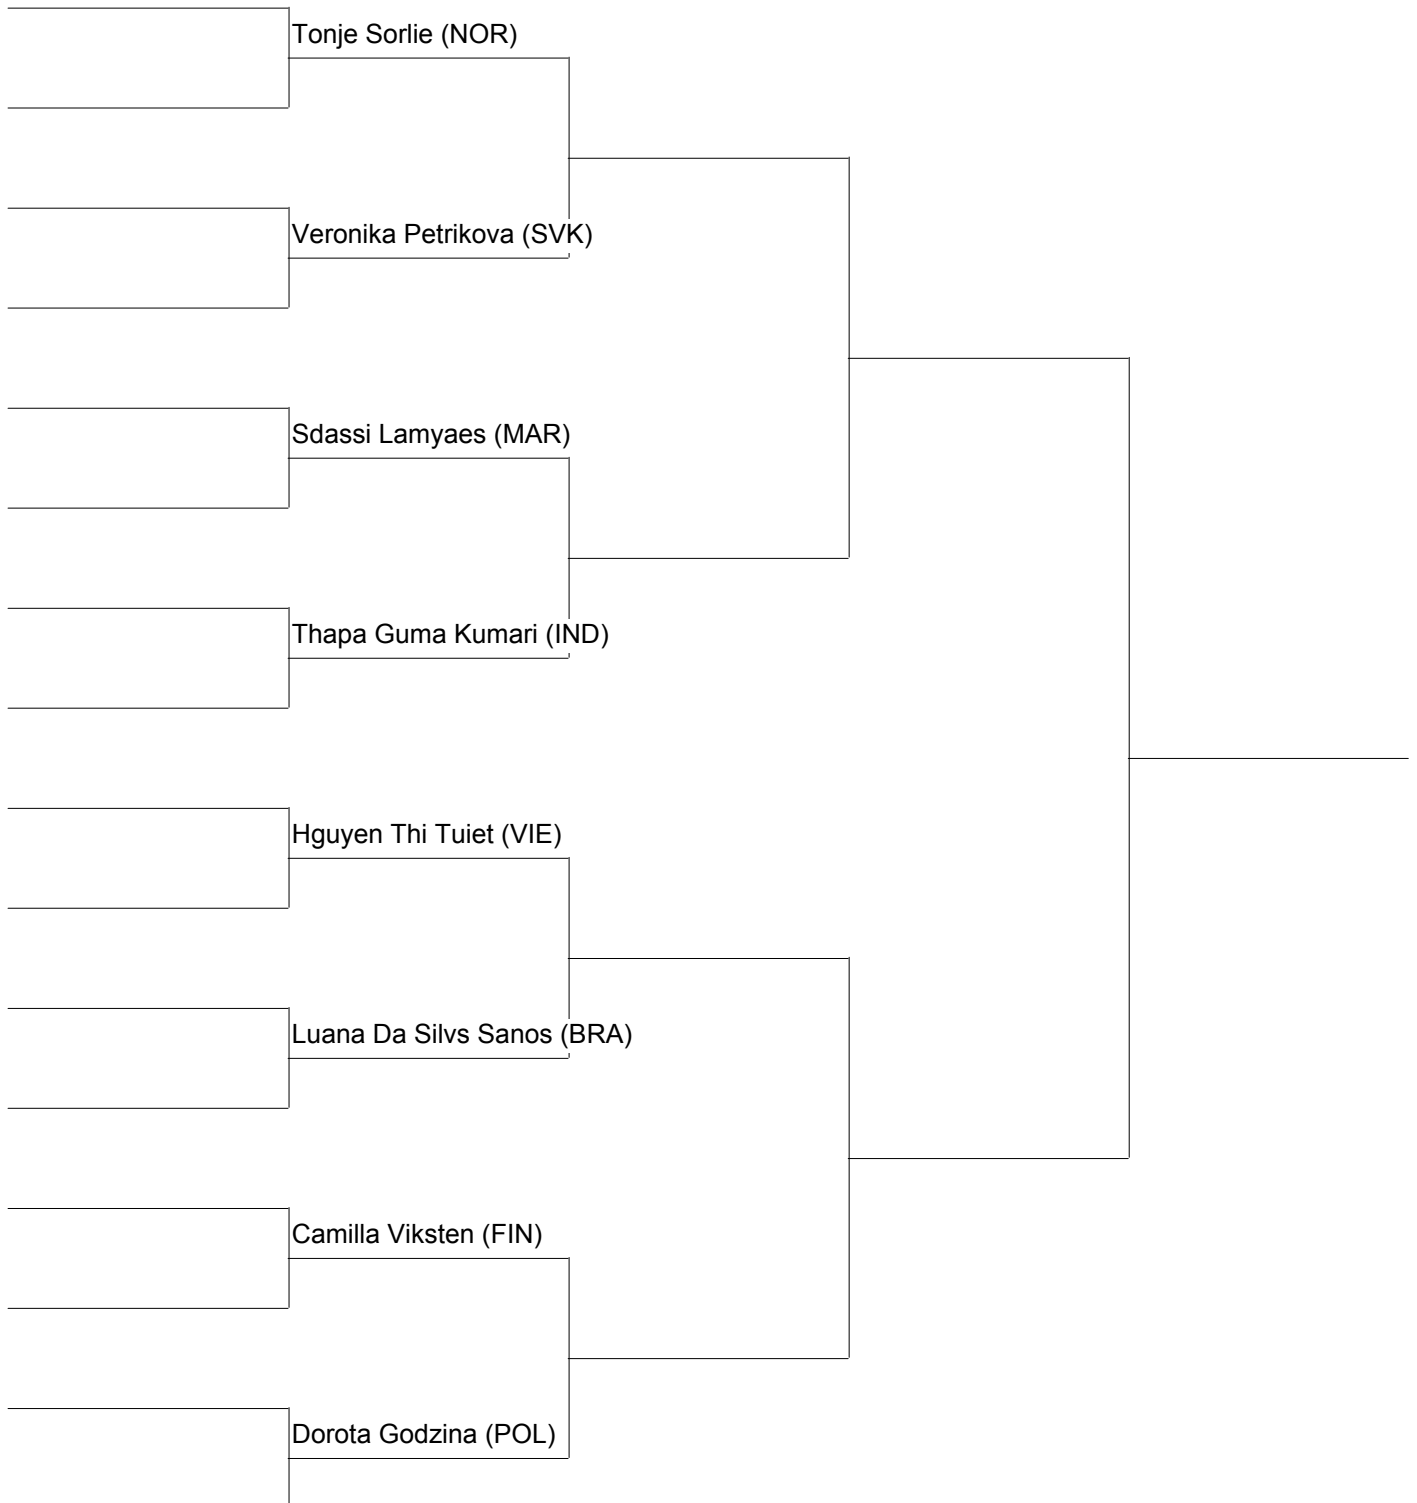 Tonje Sorlie (NOR)
Veronika Petrikova (SVK)
Sdassi Lamyaes (MAR)
Thapa Guma Kumari (IND)
Hguyen Thi Tuiet (VIE)
Luana Da Silvs Sanos (BRA)
Camilla Viksten (FIN)
Dorota Godzina (POL)